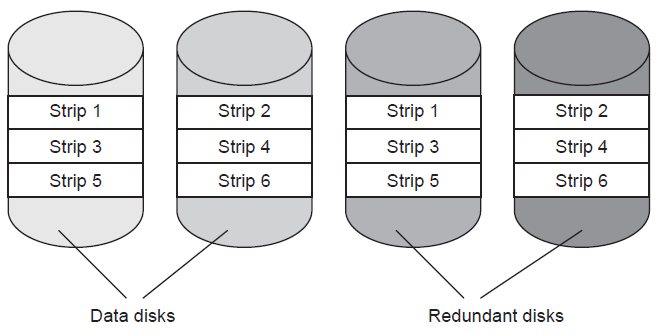 Strip 1 Strip 2 Strip 1 Strip 2
Strip 3 Strip 4 Strip 3 Strip 4
Strip 5 Strip 6 Strip 5 Strip 6
Data disks Redundant disks